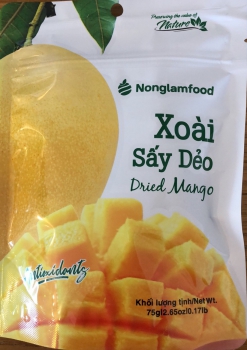 Preserving the value of
Nature
Nonglamfood
Xoài
Sấy Dẻo
Dried Mango
Antioxidants
Khối lượng tịnh/Net Wt.
75g|2.65oz|0.17lb